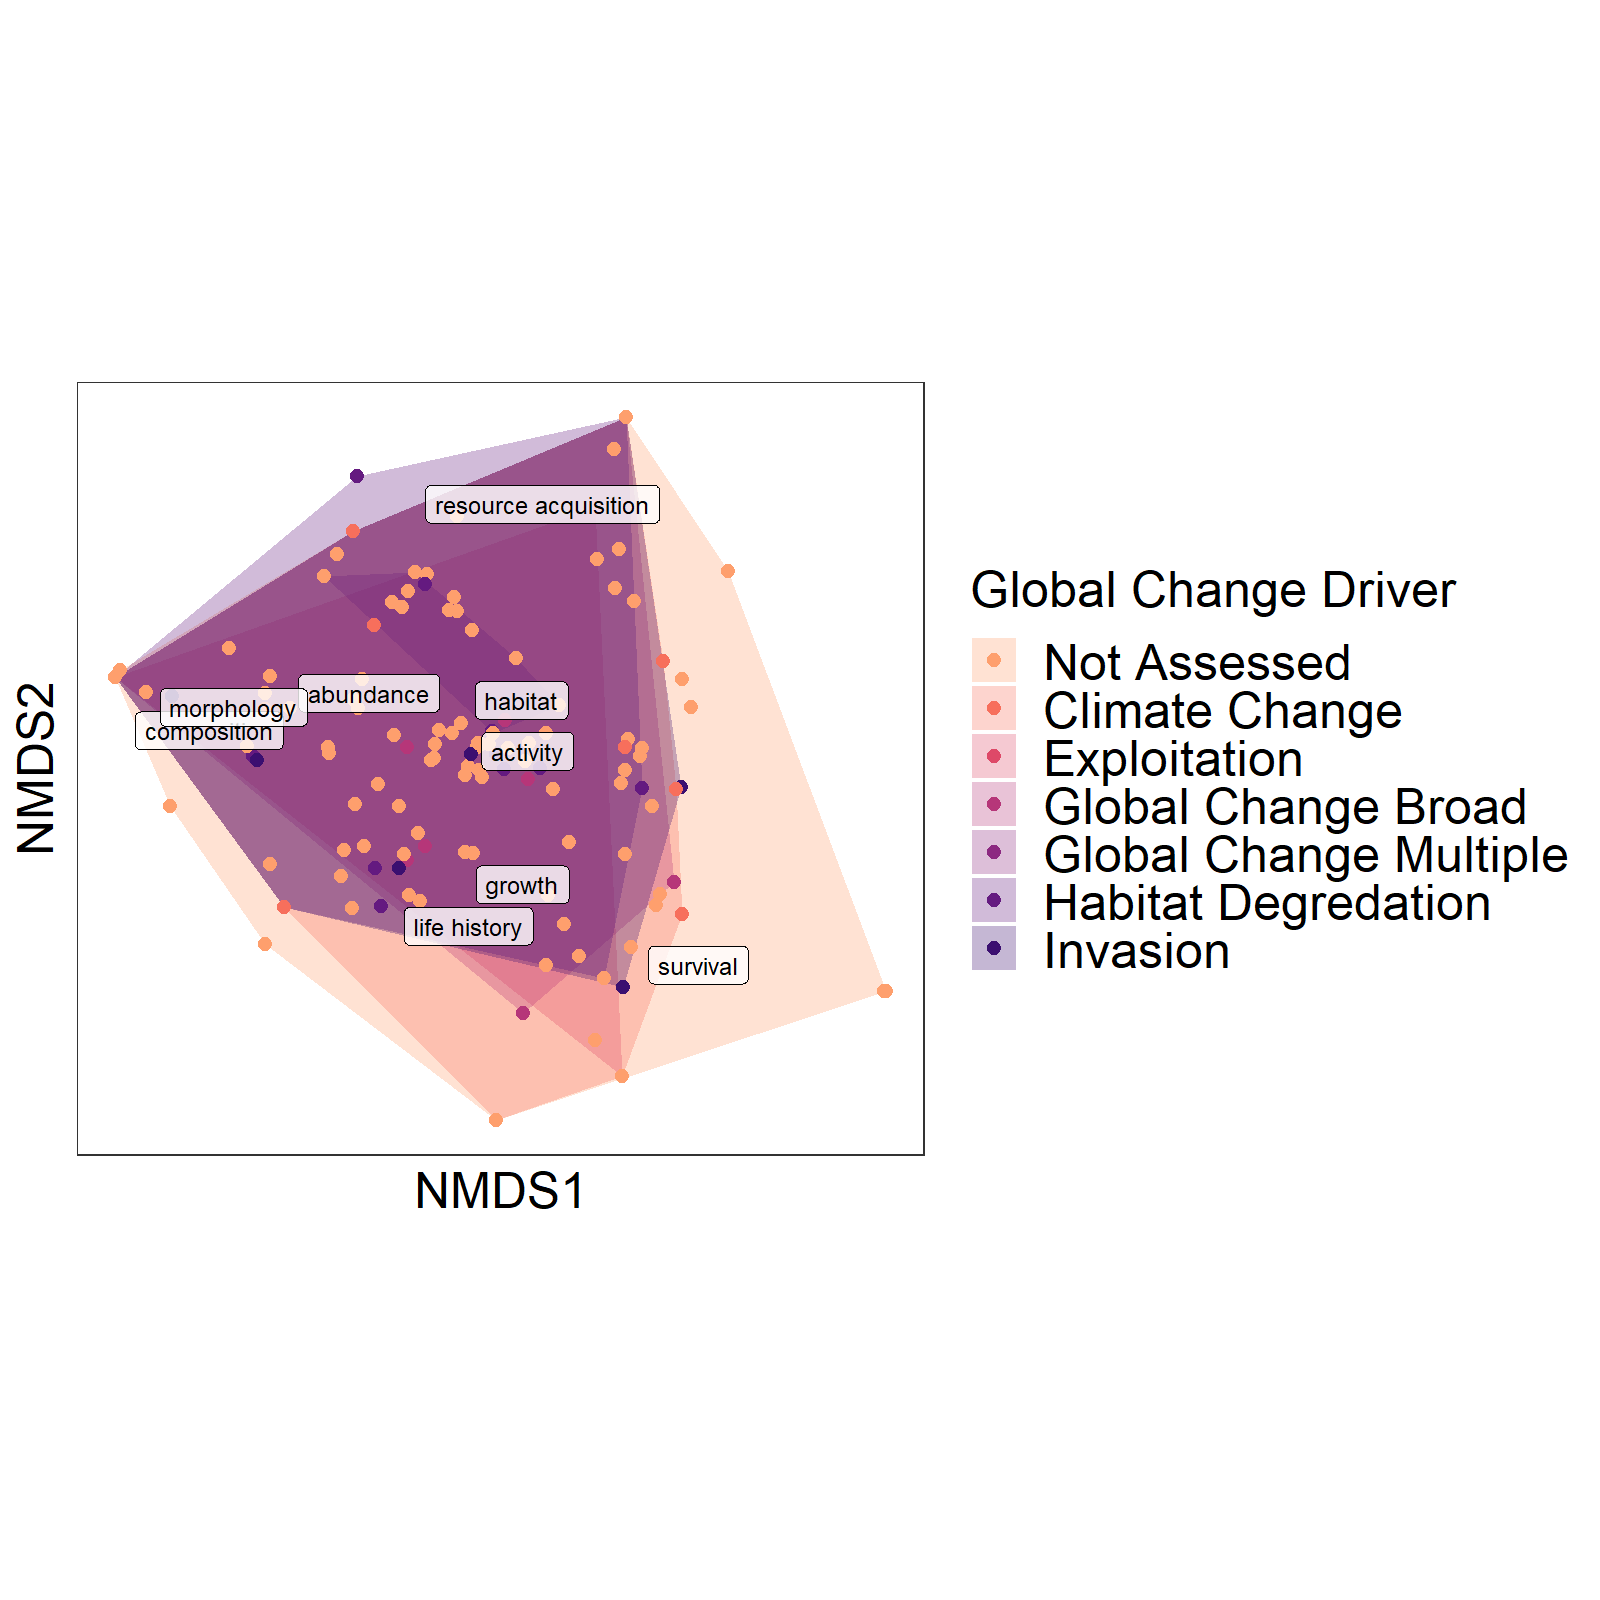 resource acquisition
abundance
habitat
morphology
composition
activity
growth
life history
survival
NMDS2
NMDS1
Global Change Driver
Not Assessed
Climate Change
Exploitation
Global Change Broad
Global Change Multiple
Habitat Degredation
Invasion